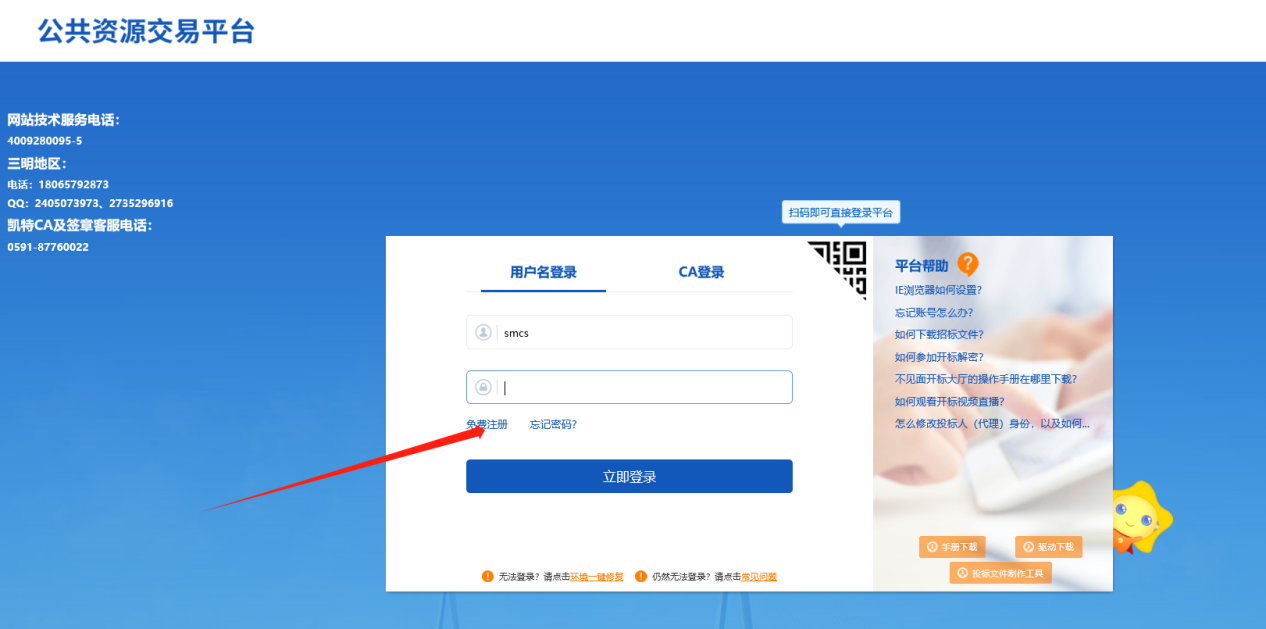 公共资源交易平台
网站技术服务电话：
4009280095-5
三明地区：
电话：18065792873
QQ：2405073973、2735296916
凯特CA及签章客服电话：
0591-87760022
扫码即可直接登录平台
用户名登录
CA登录
smcs
免费注册
忘记密码?
立即登录
无法登录？请点击环境一键修复
仍然无法登录？请点击常见问题
平台帮助
IE浏览器如何设置?
忘记账号怎么办?
如何下载招标文件?
如何参加开标解密?
不见面开标大厅的操作手册在哪里下载?
如何观看开标视频直播?
怎么修改投标人（代理）身份，以及如何...
手册下载
驱动下载
投标文件制作工具